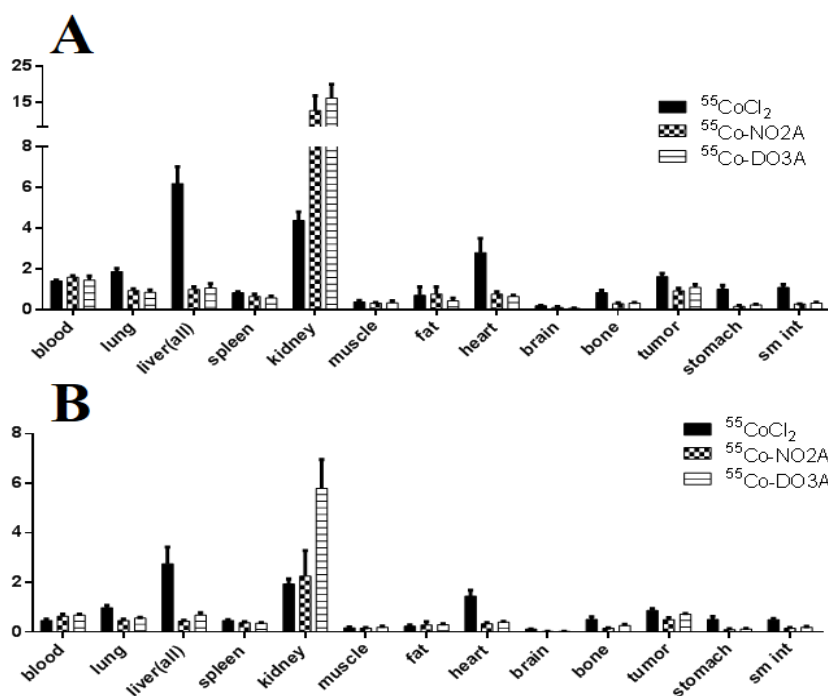 A
25
15
8
6
4
2
0
⁵⁵CoCl₂
⁵⁵Co-NO2A
⁵⁵Co-DO3A
blood
lung
liver(all)
spleen
kidney
muscle
fat
heart
brain
bone
tumor
stomach
sm int
B
8
6
4
2
0
⁵⁵CoCl₂
⁵⁵Co-NO2A
⁵⁵Co-DO3A
blood
lung
liver(all)
spleen
kidney
muscle
fat
heart
brain
bone
tumor
stomach
sm int